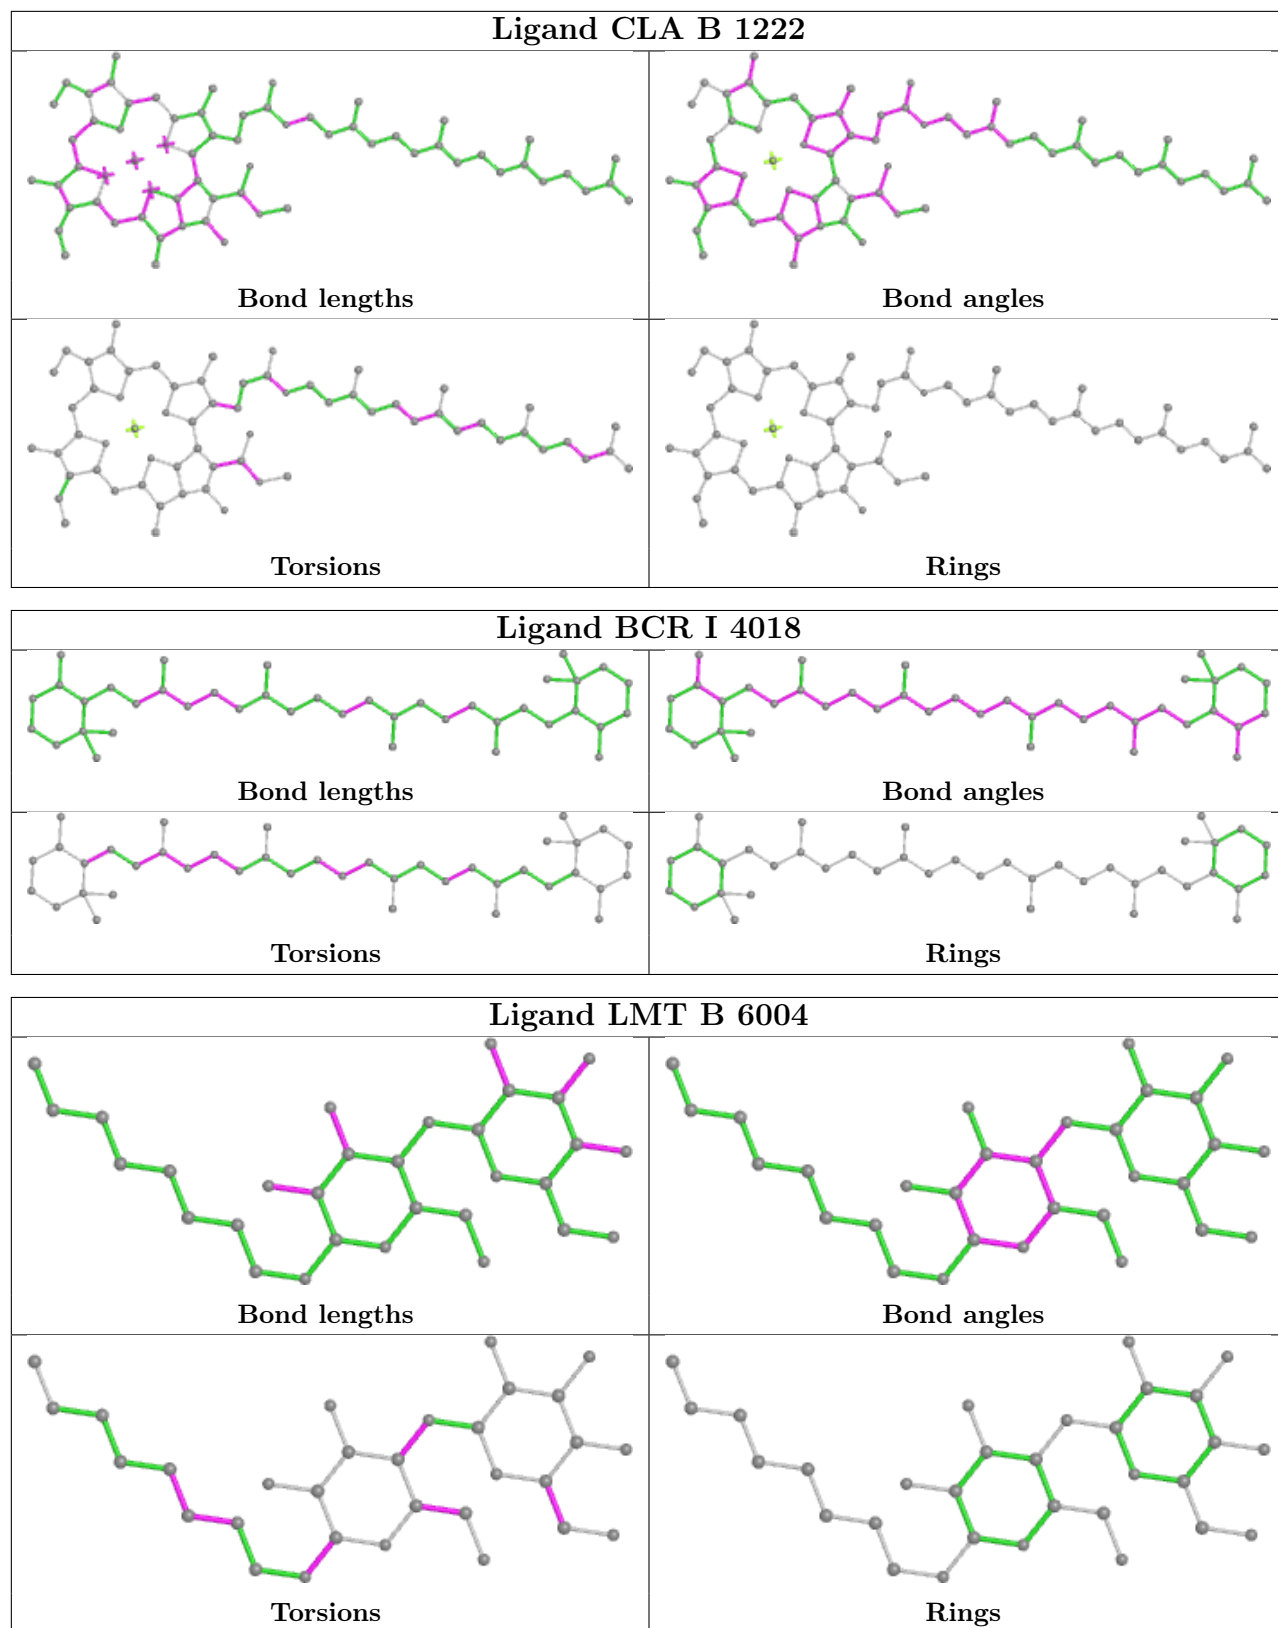 Ligand CLA B 1222
Bond lengths
Bond angles
Torsions
Rings
Ligand BCR I 4018
Bond lengths
Bond angles
Torsions
Rings
Ligand LMT B 6004
Bond lengths
Bond angles
Torsions
Rings